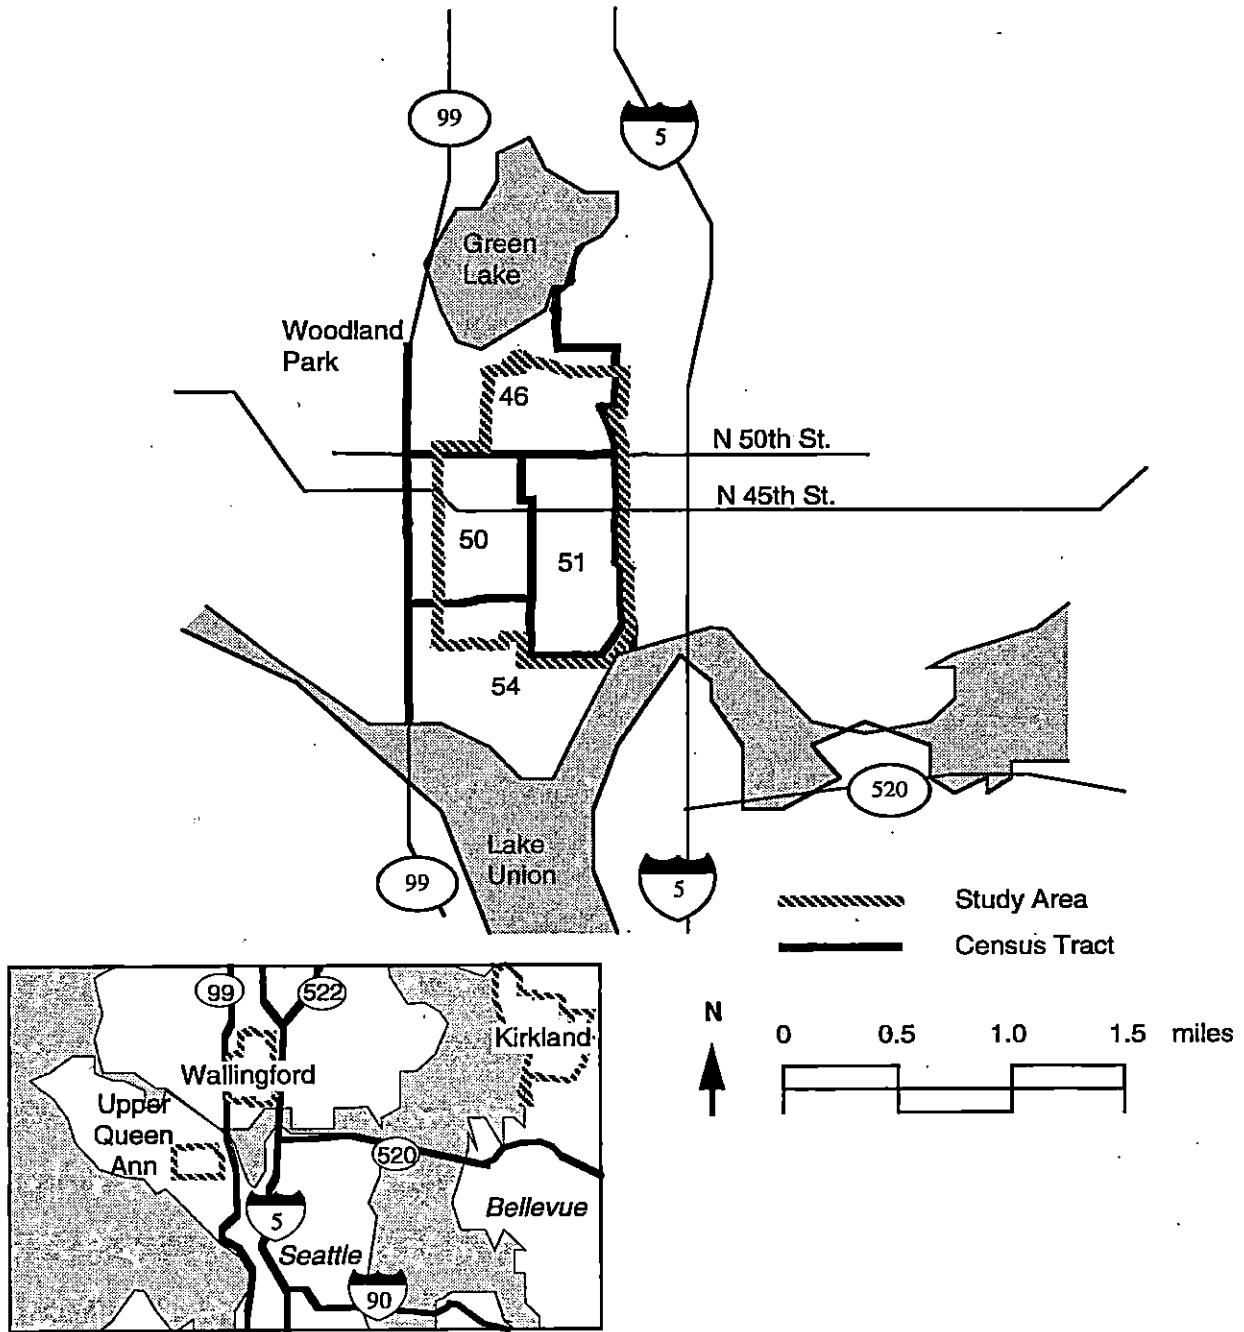 99
5
Green
Lake
Woodland
Park
46
N 50th St.
N 45th St.
50
51
54
520
Lake
Union
99
5
Study Area
Census Tract
N
0 0.5 1.0 1.5 miles
99
522
Kirkland
Wallingford
Upper
Queen
Ann
520
5
Bellevue
Seattle
90